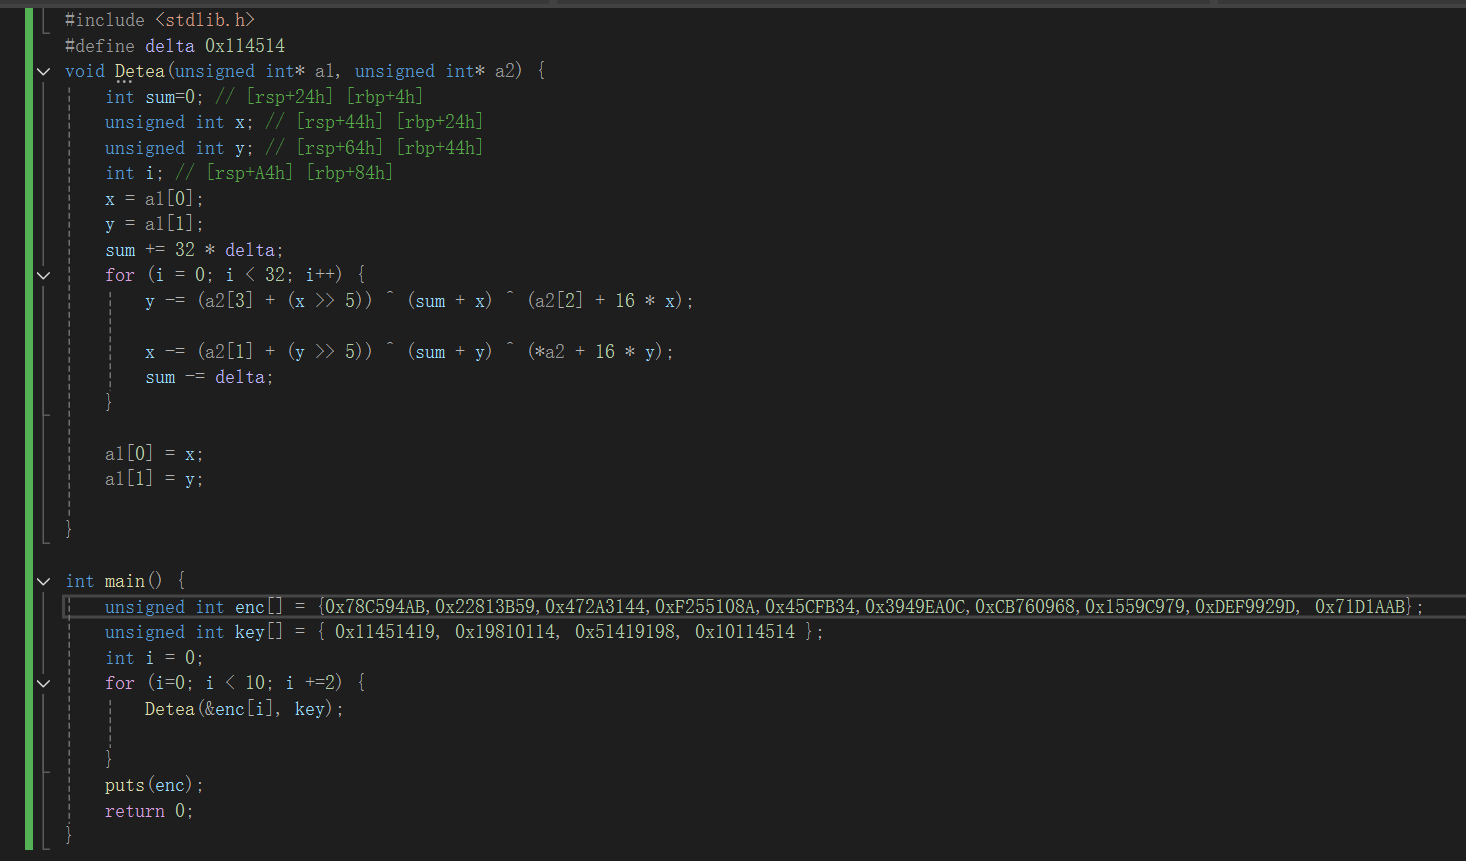 #include <stdlib.h>
#define delta 0x114514
void Detea(unsigned int* a1, unsigned int* a2) {
    int sum=0; // [rsp+24h] [rbp+4h]
    unsigned int x; // [rsp+44h] [rbp+24h]
    unsigned int y; // [rsp+64h] [rbp+44h]
    int i; // [rsp+A4h] [rbp+84h]
    x = a1[0];
    y = a1[1];
    sum += 32 * delta;
    for (i = 0; i < 32; i++) {
        y -= (a2[3] + (x >> 5)) ^ (sum + x) ^ (a2[2] + 16 * x);
        x -= (a2[1] + (y >> 5)) ^ (sum + y) ^ (*a2 + 16 * y);
        sum -= delta;
    }
    a1[0] = x;
    a1[1] = y;
}
int main() {
    unsigned int enc[] = {0x78C594AB,0x22813B59,0x472A3144,0xF255108A,0x45CFB34,0x3949EA0C,0xCB760968,0x1559C979,0xDEF9929D, 0x71D1AAB};
    unsigned int key[] = { 0x11451419, 0x19810114, 0x51419198, 0x10114514 };
    int i = 0;
    for (i=0; i < 10; i +=2) {
        Detea(&enc[i], key);
    }
    puts(enc);
    return 0;
}